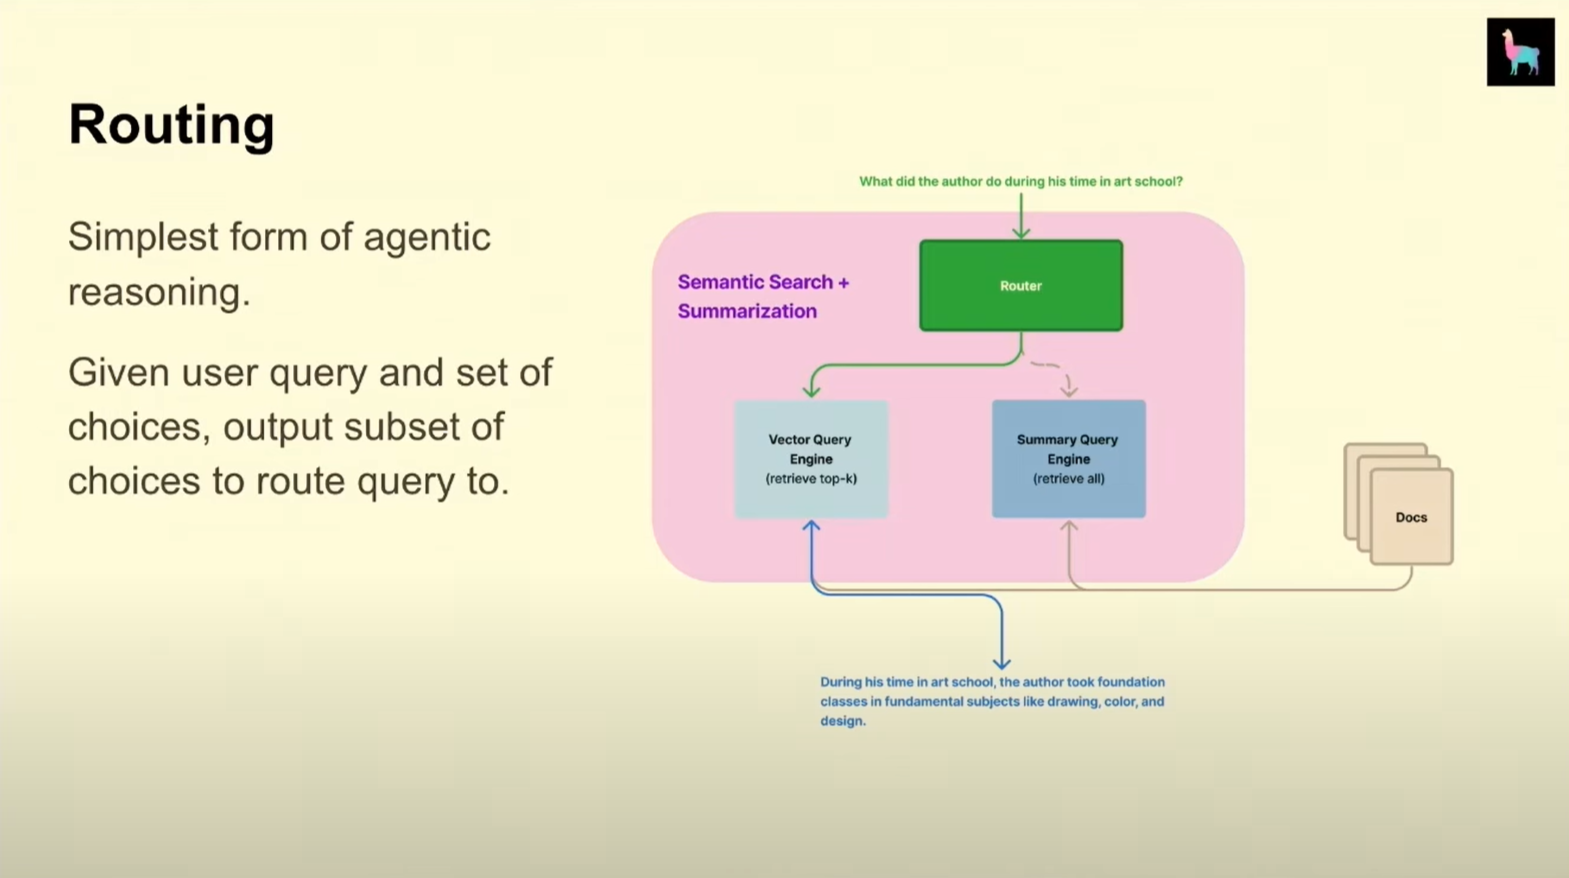 Routing
Simplest form of agentic
reasoning.
Given user query and set of
choices, output subset of
choices to route query to.
What did the author do during his time in art school?
Semantic Search +
Summarization
Router
Vector Query
Engine
(retrieve top-k)
Summary Query
Engine
(retrieve all)
Docs
During his time in art school, the author took foundation
classes in fundamental subjects like drawing, color, and
design.